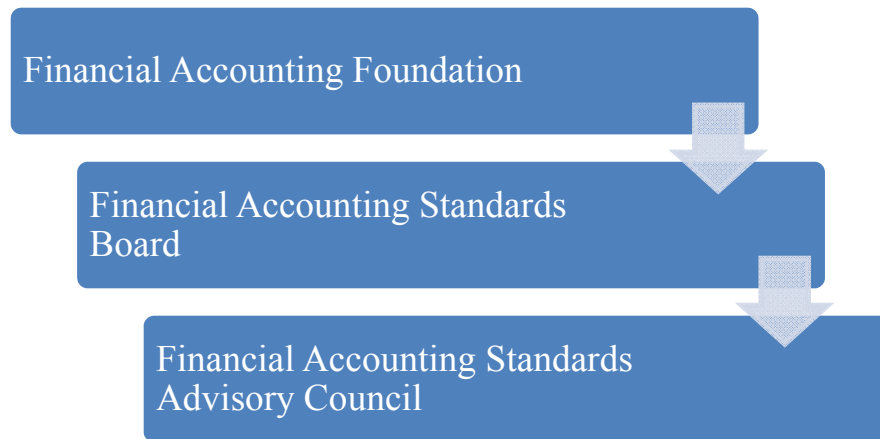 Financial Accounting Foundation
Financial Accounting Standards
Board
Financial Accounting Standards
Advisory Council